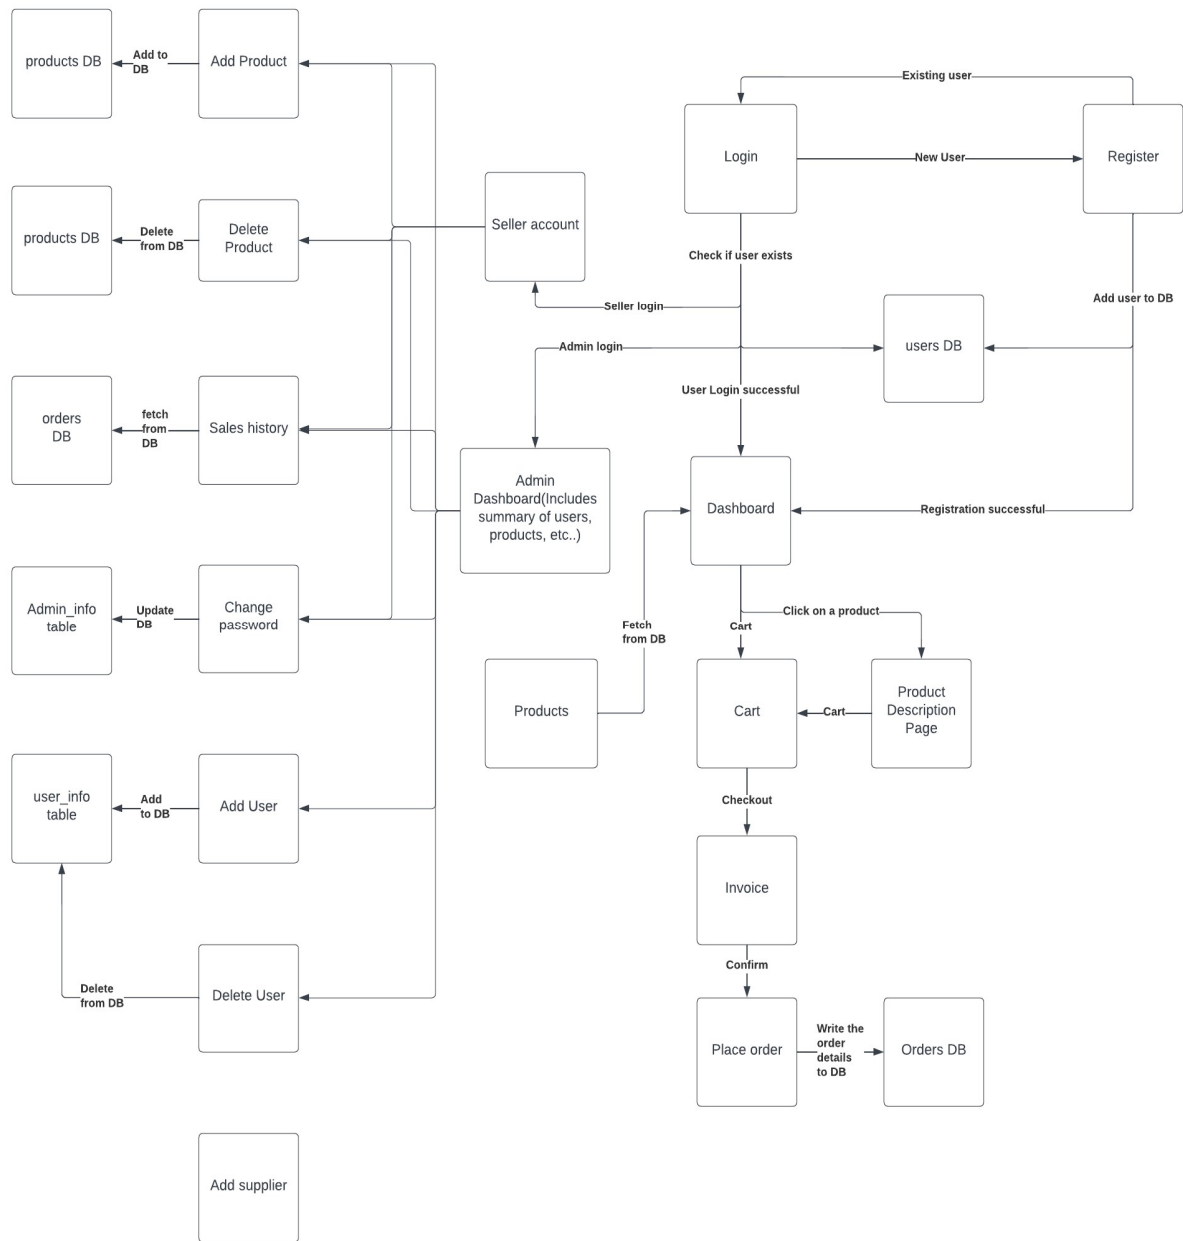 products DB
Add to
DB
Add Product
Existing user
Login
New User
Register
Seller account
products DB
Delete
from DB
Delete
Product
Check if user exists
Seller login
Add user to DB
Admin login
users DB
User Login successful
orders
DB
fetch
from
DB
Sales history
Admin
Dashboard(Includes
summary of users,
products, etc..)
Dashboard
Registration successful
Admin_info
table
Update
DB
Change
password
Fetch
from DB
Cart
Click on a product
Products
Cart
Cart
Product
Description
Page
user_info
table
Add
to DB
Add User
Checkout
Invoice
Delete
from DB
Delete User
Confirm
Place order
Write the
order
details
to DB
Orders DB
Add supplier